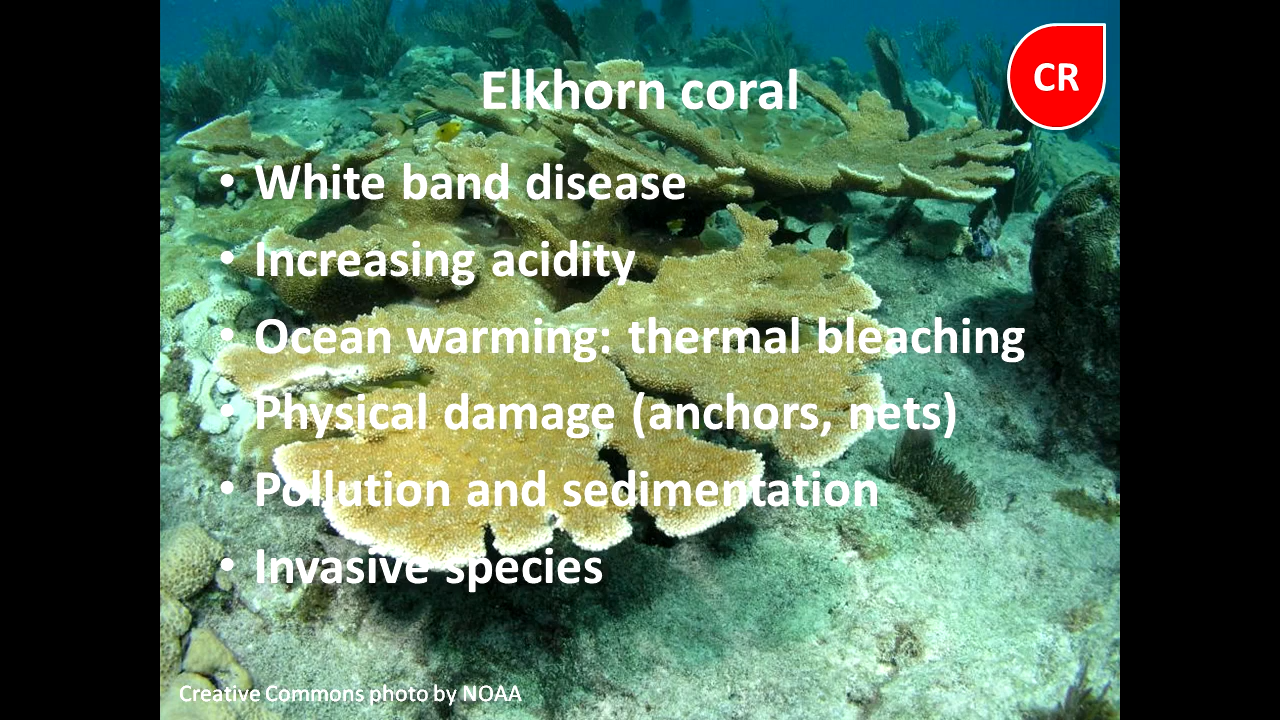 CR
Elkhorn coral
• White band disease
• Increasing acidity
• Ocean warming: thermal bleaching
• Physical damage (anchors, nets)
• Pollution and sedimentation
• Invasive species
Creative Commons photo by NOAA